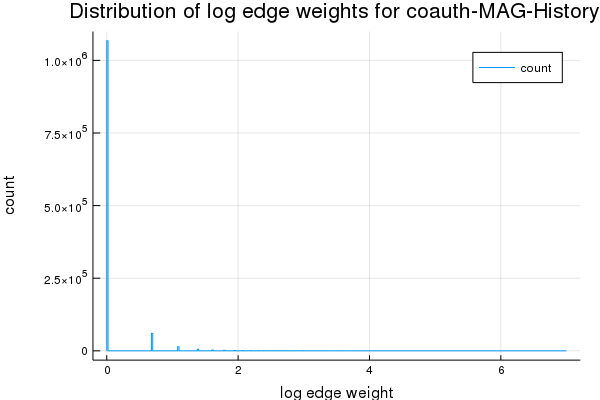 Distribution of log edge weights for coauth-MAG-History
count
1.0×10⁶
7.5×10⁵
5.0×10⁵
2.5×10⁵
0
count
0 2 4 6
log edge weight